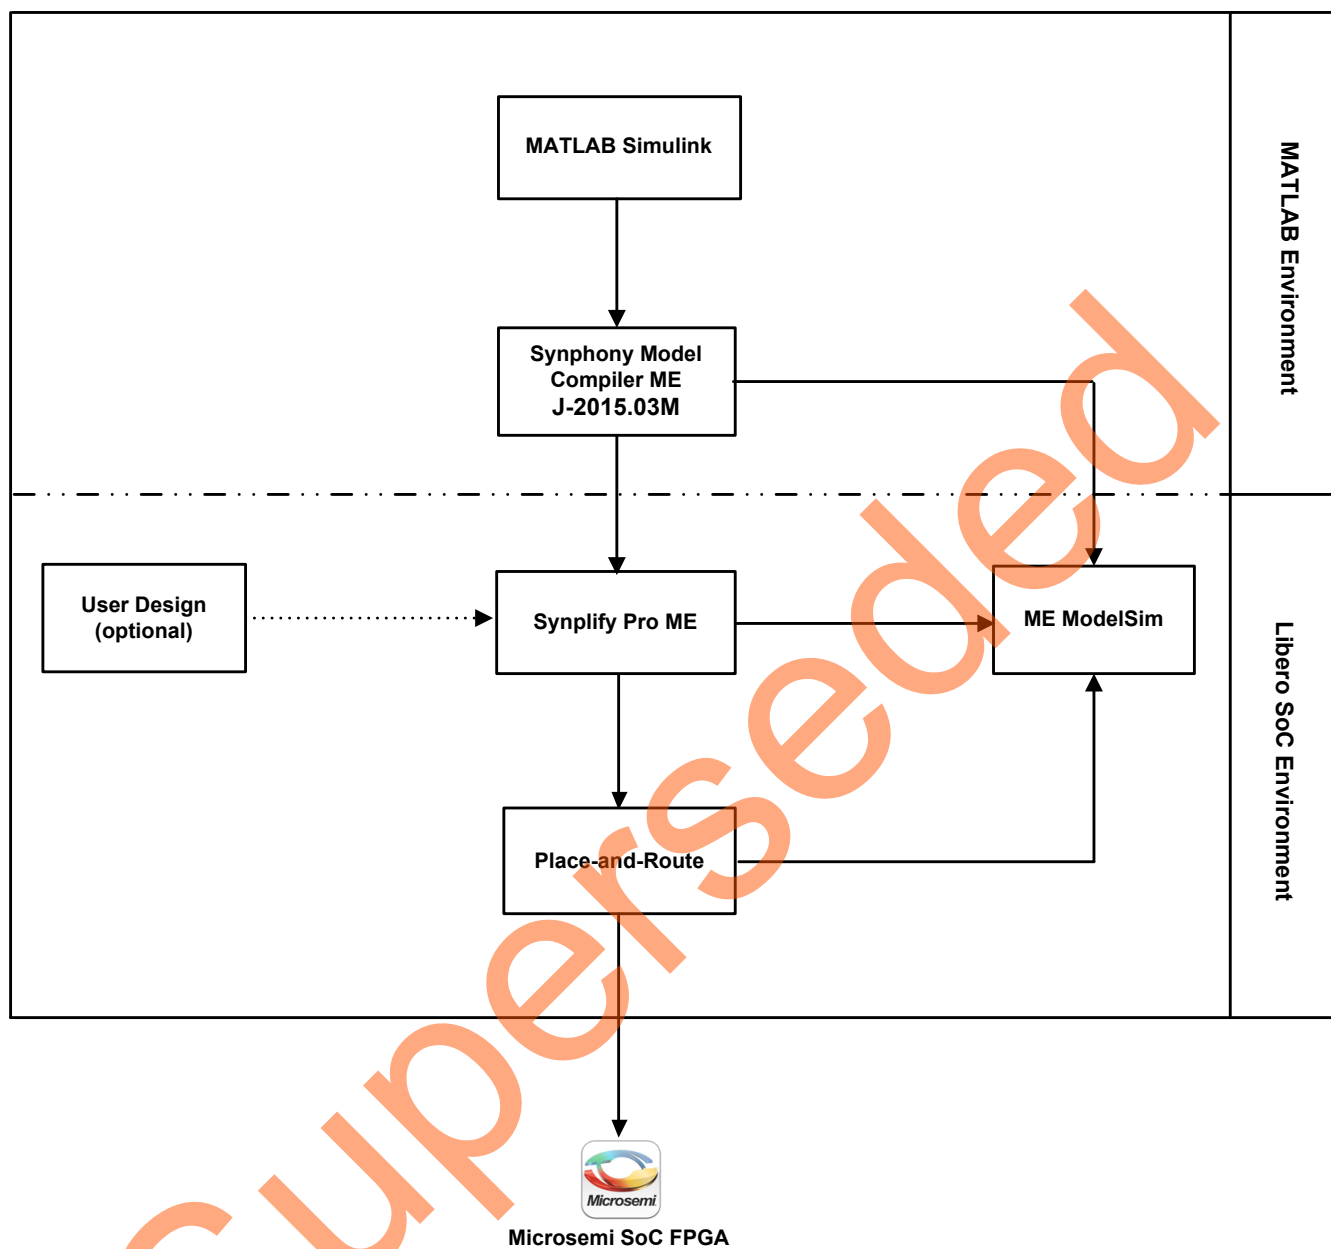 MATLAB Simulink
MATLAB Environment
Synphony Model
Compiler ME
J-2015.03M
User Design
(optional)
Synplify Pro ME
ME ModelSim
Libero SoC Environment
Place-and-Route
Superseded
Microsemi
Microsemi SoC FPGA